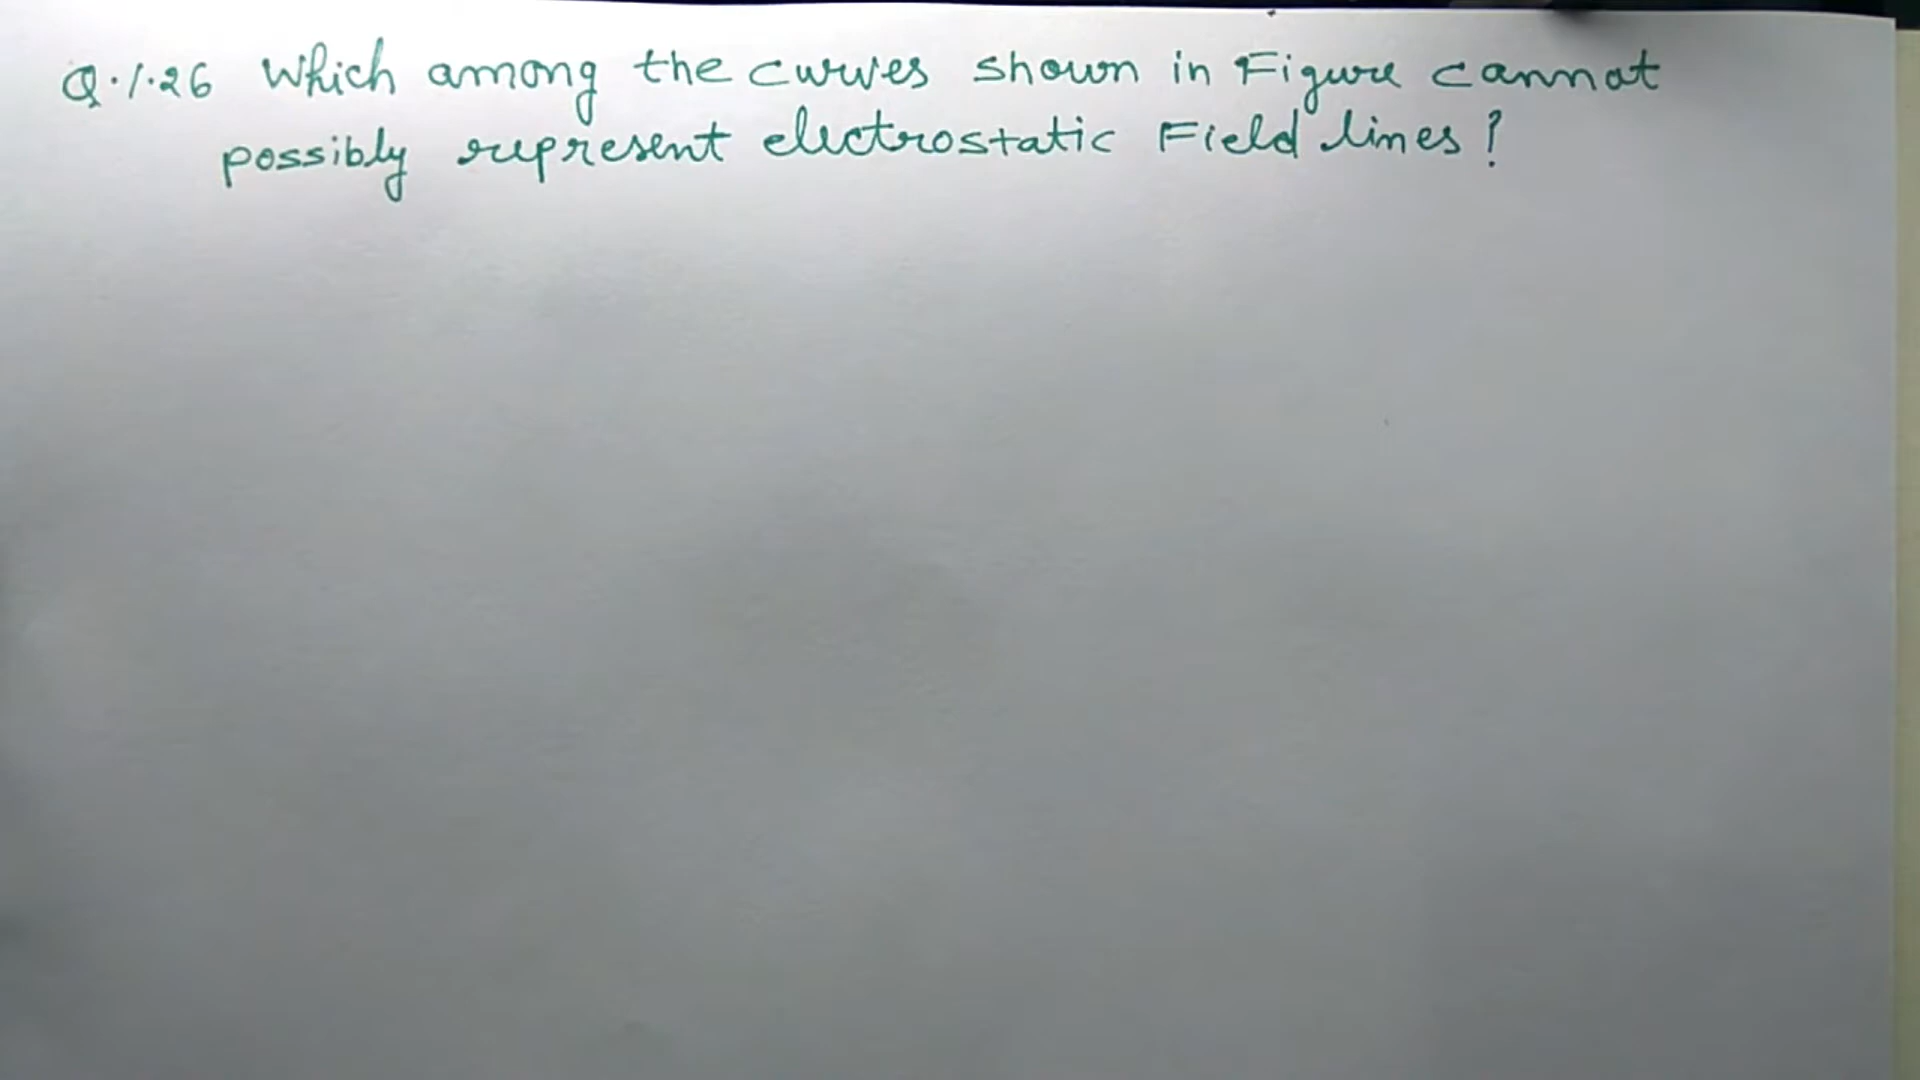 Q.1.26 Which among the curves shown in Figure cannot
possibly represent electrostatic Field lines?